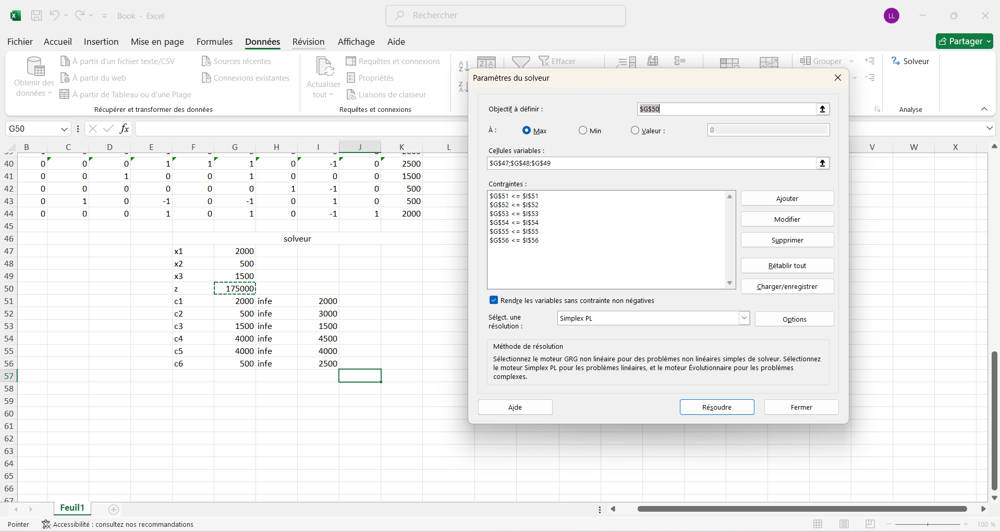 Book - Excel
Rechercher
LL
Fichier Accueil Insertion Mise en page Formules Données Révision Affichage Aide
Partager
Obtenir des données
À partir d'un fichier texte/CSV
À partir du web
À partir de Tableau ou d'une Plage
Sources récentes
Connexions existantes
Récupérer et transformer des données
Actualiser tout
Requêtes et connexions
Propriétés
Liaisons de classeur
Requêtes et connexions
Effacer
Grouper
Solveur
Analyse
G50
fx
B C D E F G H I J K L V W X
40 0 0 0 1 1 1 0 -1 0 2500
41 0 0 1 0 0 1 0 0 0 1500
42 0 0 0 0 0 0 1 -1 0 500
43 0 1 0 -1 0 -1 0 1 0 500
44 0 0 0 1 0 1 0 -1 1 2000
45
46 solveur
47 x1 2000
48 x2 500
49 x3 1500
50 z 175000
51 c1 2000 infe 2000
52 c2 500 infe 3000
53 c3 1500 infe 1500
54 c4 4000 infe 4500
55 c5 4000 infe 4000
56 c6 500 infe 2500
57
58
59
60
61
62
63
64
65
66
67
Paramètres du solveur
Objectif à définir : $G$50
À : Max Min Valeur : 0
Cellules variables :
$G$47;$G$48;$G$49
Contraintes :
$G$51 <= $I$51
$G$52 <= $I$52
$G$53 <= $I$53
$G$54 <= $I$54
$G$55 <= $I$55
$G$56 <= $I$56
Ajouter
Modifier
Supprimer
Rétablir tout
Charger/enregistrer
Rendre les variables sans contrainte non négatives
Sélect. une résolution :
Simplex PL
Options
Méthode de résolution
Sélectionnez le moteur GRG non linéaire pour des problèmes non linéaires simples de solveur. Sélectionnez
le moteur Simplex PL pour les problèmes linéaires, et le moteur Évolutionnaire pour les problèmes
complexes.
Aide
Résoudre
Fermer
Feuil1
Pointer
Accessibilité : consultez nos recommandations
100 %